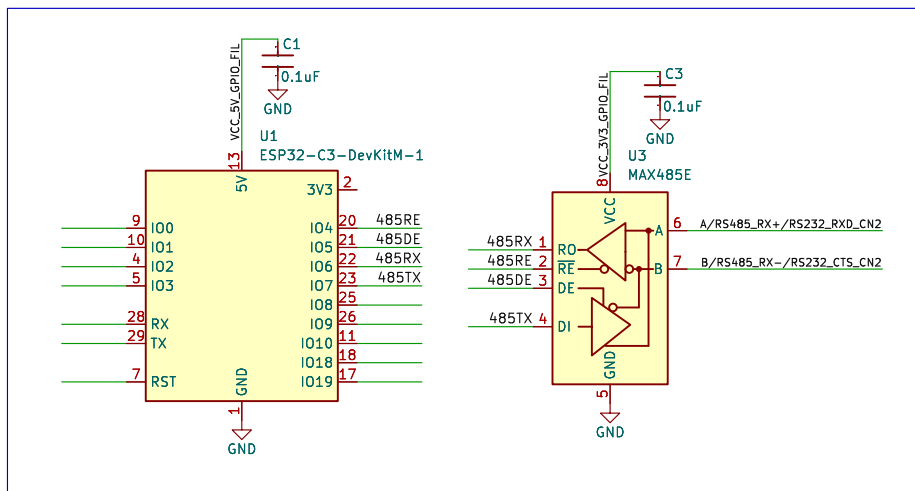 C1
0.1uF
GND
VCC_5V_GPIO_FIL
U1
ESP32-C3-DevKitM-1
13
5V
3V3 2
9 IO0
10 IO1
4 IO2
5 IO3
28 RX
29 TX
7 RST
IO4 20 485RE
IO5 21 485DE
IO6 22 485RX
IO7 23 485TX
IO8 25
IO9 26
IO10 11
IO18 18
IO19 17
GND
1
GND
C3
0.1uF
GND
VCC_3V3_GPIO_FIL
U3
MAX485E
8
VCC
485RX 1 RO
485RE 2 RE
485DE 3 DE
485TX 4 DI
A 6 A/RS485_RX+/RS232_RXD_CN2
B 7 B/RS485_RX-/RS232_CTS_CN2
GND
5
GND